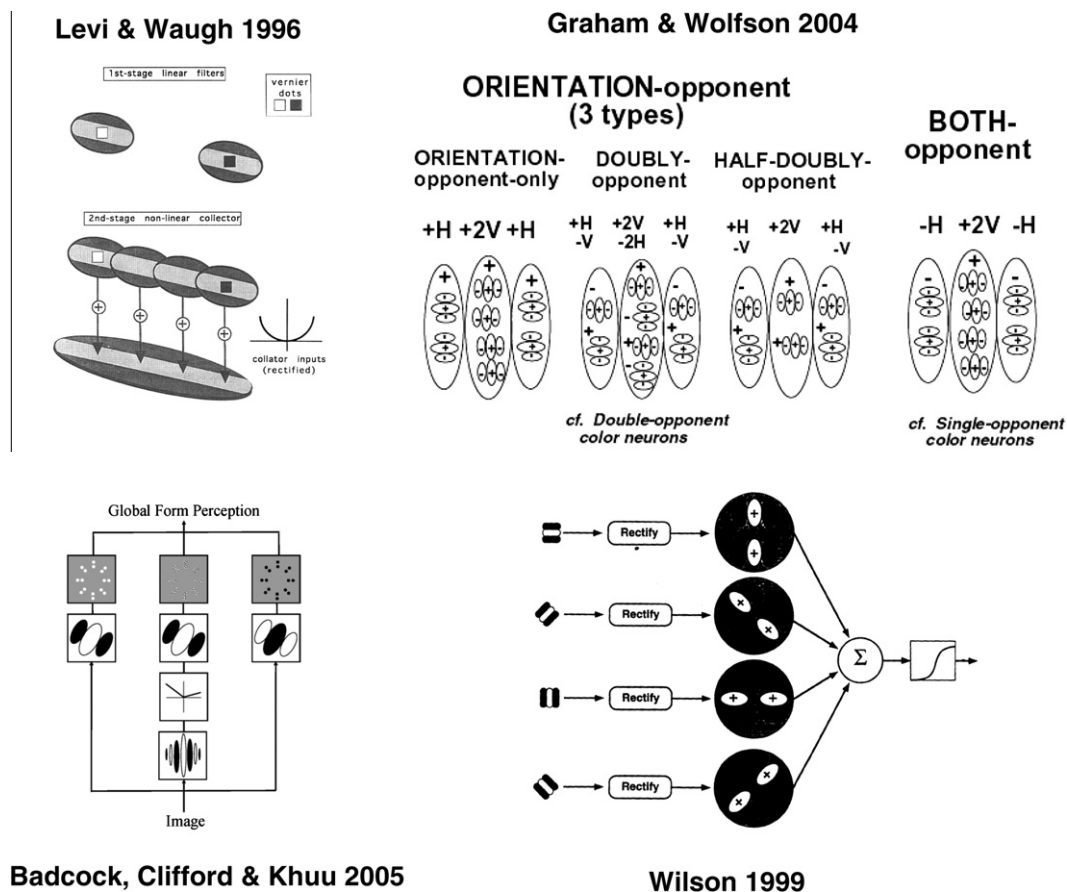 Levi & Waugh 1996
1st-stage linear filters
vernier
dots
2nd-stage non-linear collector
+
+
+
+
collator inputs
(rectified)
Graham & Wolfson 2004
ORIENTATION-opponent
(3 types)
BOTH-
opponent
ORIENTATION-
opponent-only
DOUBLY-
opponent
HALF-DOUBLY-
opponent
+H +2V +H
+H +2V +H
-V -2H -V
+H +2V +H
-V -V
-H +2V -H
cf. Double-opponent
color neurons
cf. Single-opponent
color neurons
Global Form Perception
Image
Badcock, Clifford & Khuu 2005
Rectify
Rectify
Rectify
Rectify
Σ
Wilson 1999